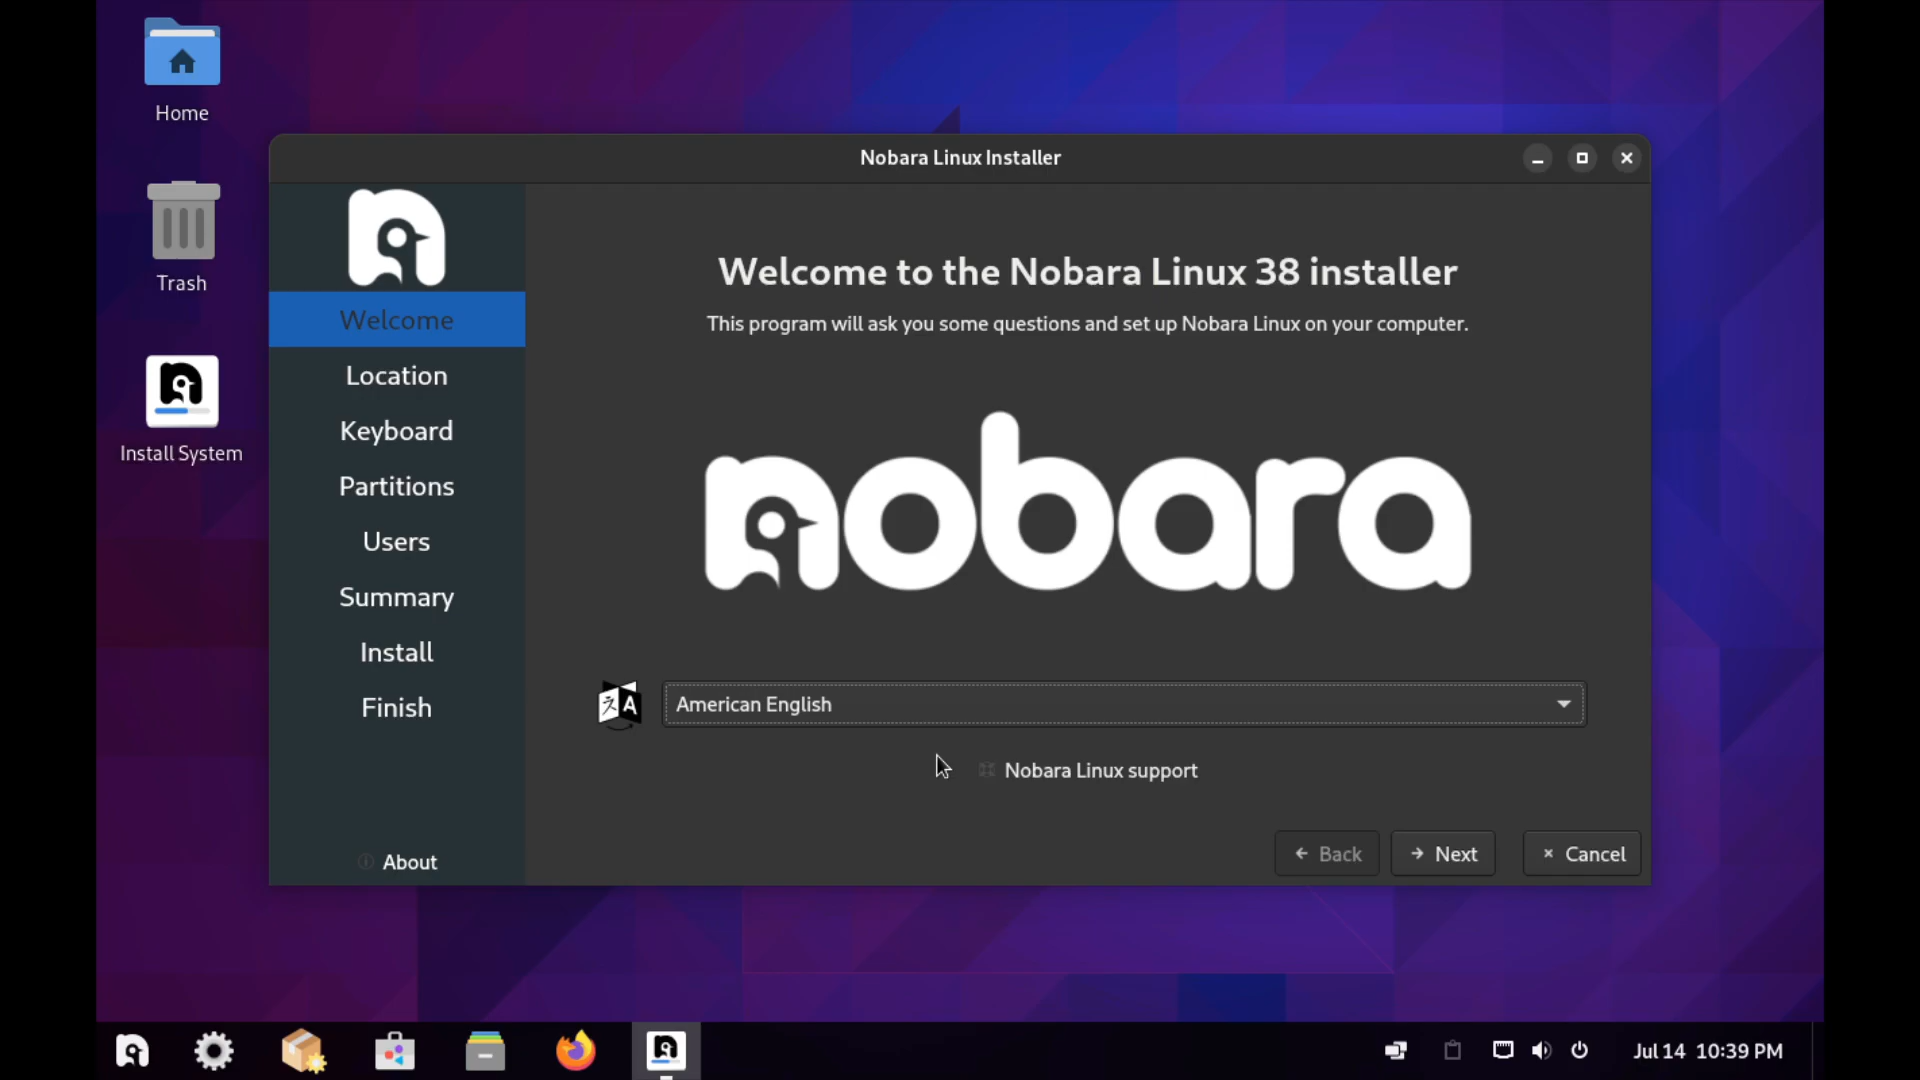 Home
Trash
Install System
Nobara Linux Installer
Welcome
Location
Keyboard
Partitions
Users
Summary
Install
Finish
About
Welcome to the Nobara Linux 38 installer
This program will ask you some questions and set up Nobara Linux on your computer.
nobara
American English
Nobara Linux support
Back
Next
Cancel
Jul 14 10:39 PM